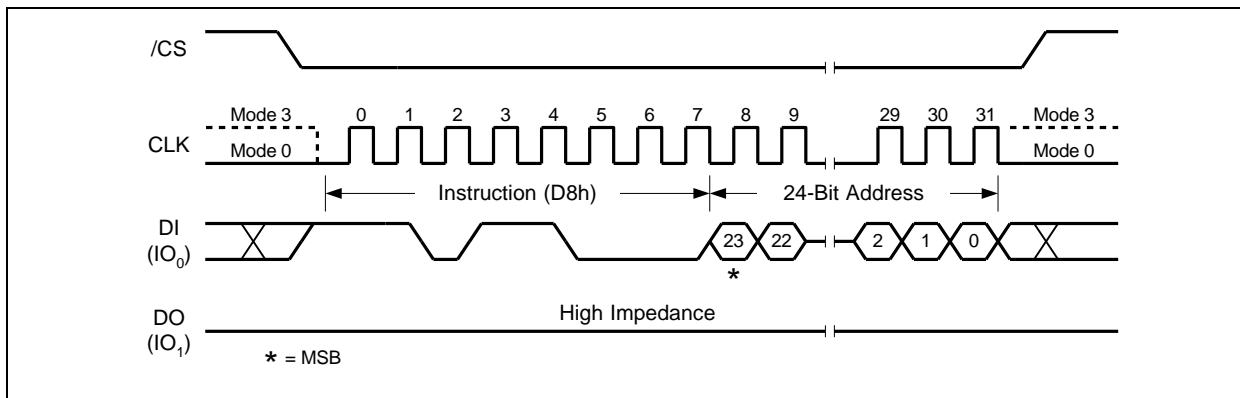 /CS
Mode 3 0 1 2 3 4 5 6 7 8 9 29 30 31 Mode 3
CLK
Mode 0 Mode 0
Instruction (D8h) 24-Bit Address
DI
(IO0)
23 22 2 1 0
*
High Impedance
DO
(IO1)
* = MSB